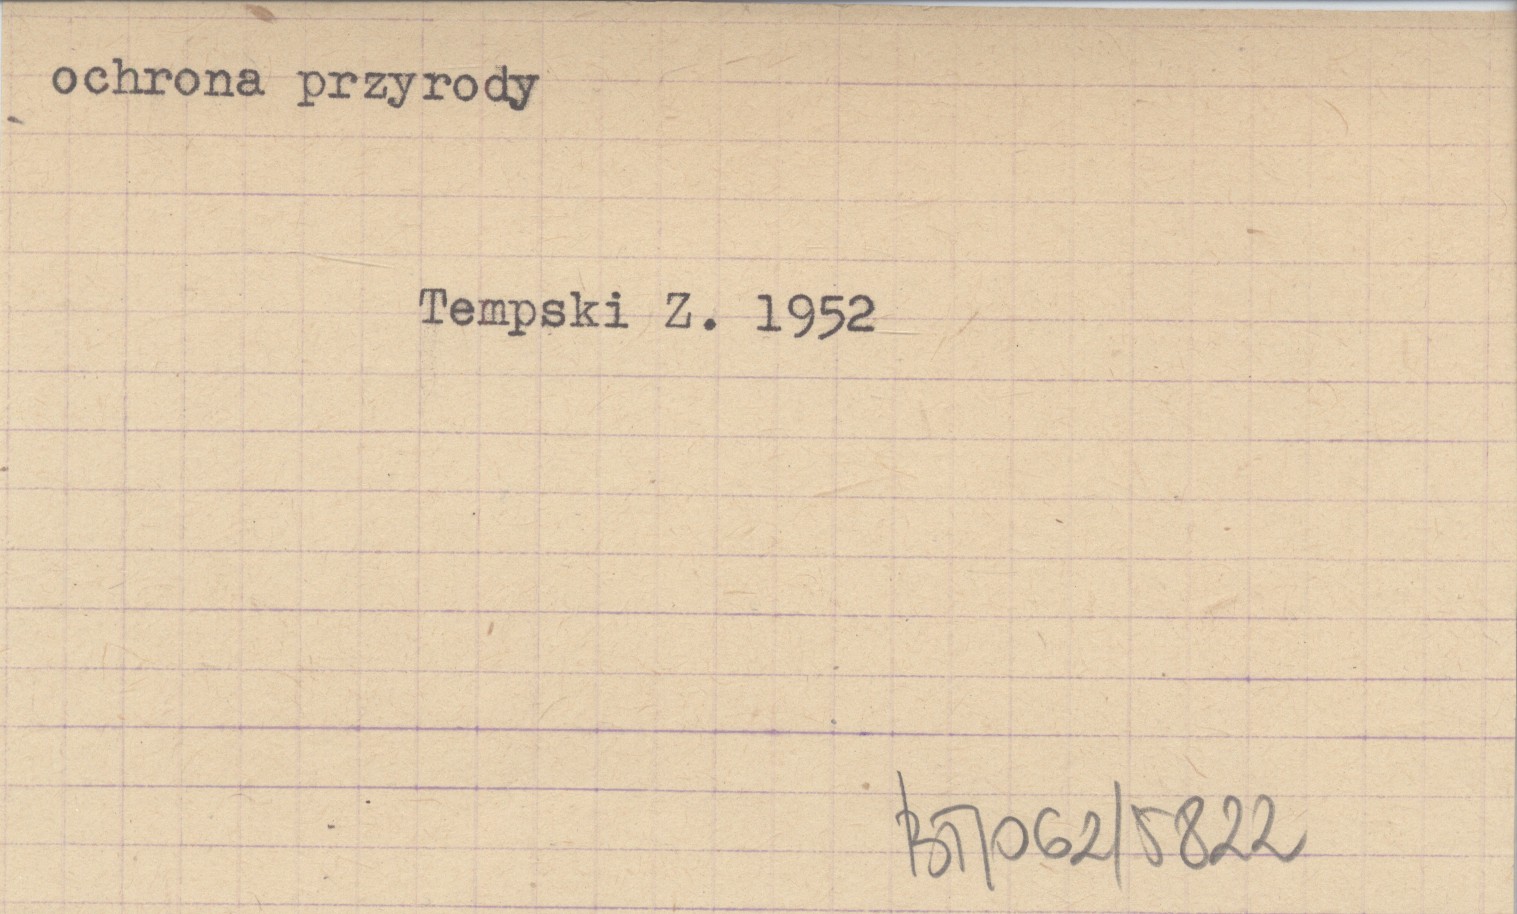 ochrona przyrody
Tempski Z. 1952
BT/062/5822